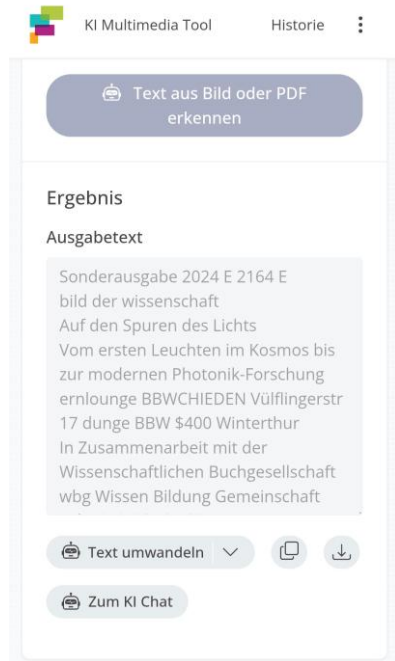 KI Multimedia Tool Historie
Text aus Bild oder PDF
erkennen
Ergebnis
Ausgabetext
Sonderausgabe 2024 E 2164 E
bild der wissenschaft
Auf den Spuren des Lichts
Vom ersten Leuchten im Kosmos bis
zur modernen Photonik-Forschung
ernlounge BBWCHIEDEN Vülflingerstr
17 dunge BBW $400 Winterthur
In Zusammenarbeit mit der
Wissenschaftlichen Buchgesellschaft
wbg Wissen Bildung Gemeinschaft
Text umwandeln
Zum KI Chat